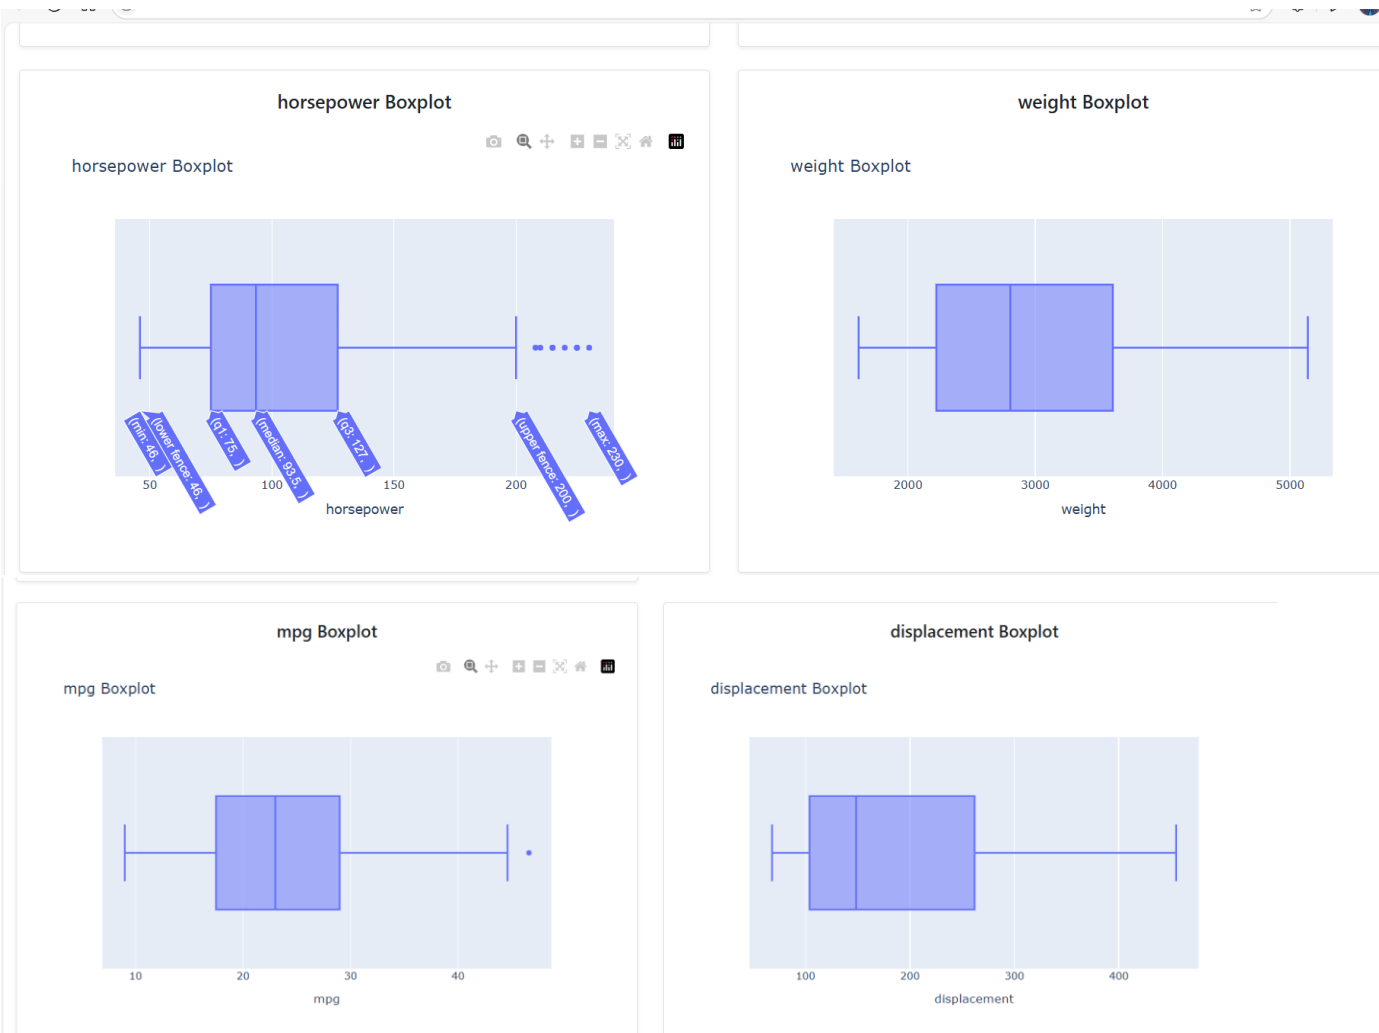 horsepower Boxplot
horsepower Boxplot
(min: 46, )
(lower fence: 46, )
(q1: 75, )
(median: 93.5, )
(q3: 127, )
(upper fence: 200, )
(max: 230, )
50 100 150 200
horsepower
weight Boxplot
weight Boxplot
2000 3000 4000 5000
weight
mpg Boxplot
mpg Boxplot
10 20 30 40
mpg
displacement Boxplot
displacement Boxplot
100 200 300 400
displacement